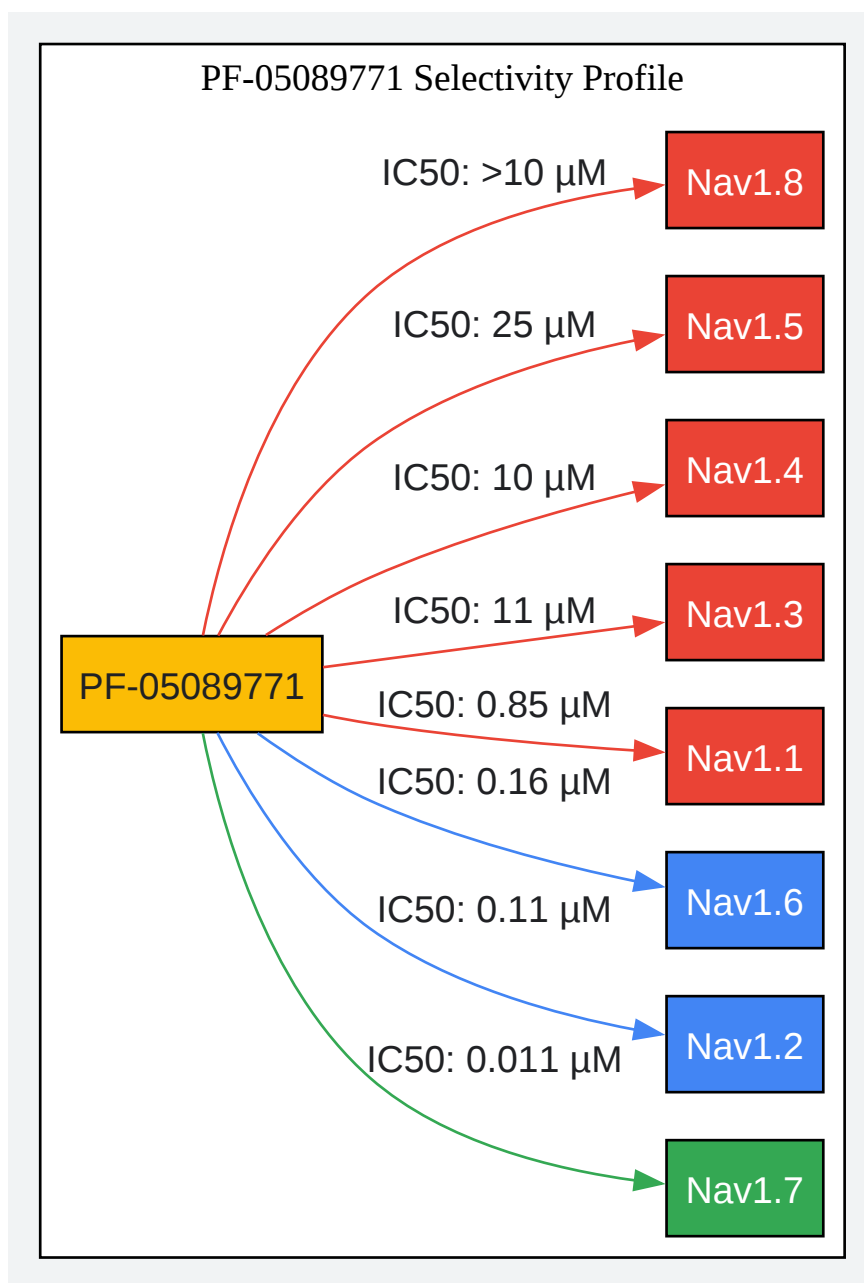 PF-05089771 Selectivity Profile
IC50: >10 µM
Nav1.8
IC50: 25 µM
Nav1.5
IC50: 10 µM
Nav1.4
IC50: 11 µM
Nav1.3
PF-05089771
IC50: 0.85 µM
Nav1.1
IC50: 0.16 µM
Nav1.6
IC50: 0.11 µM
Nav1.2
IC50: 0.011 µM
Nav1.7